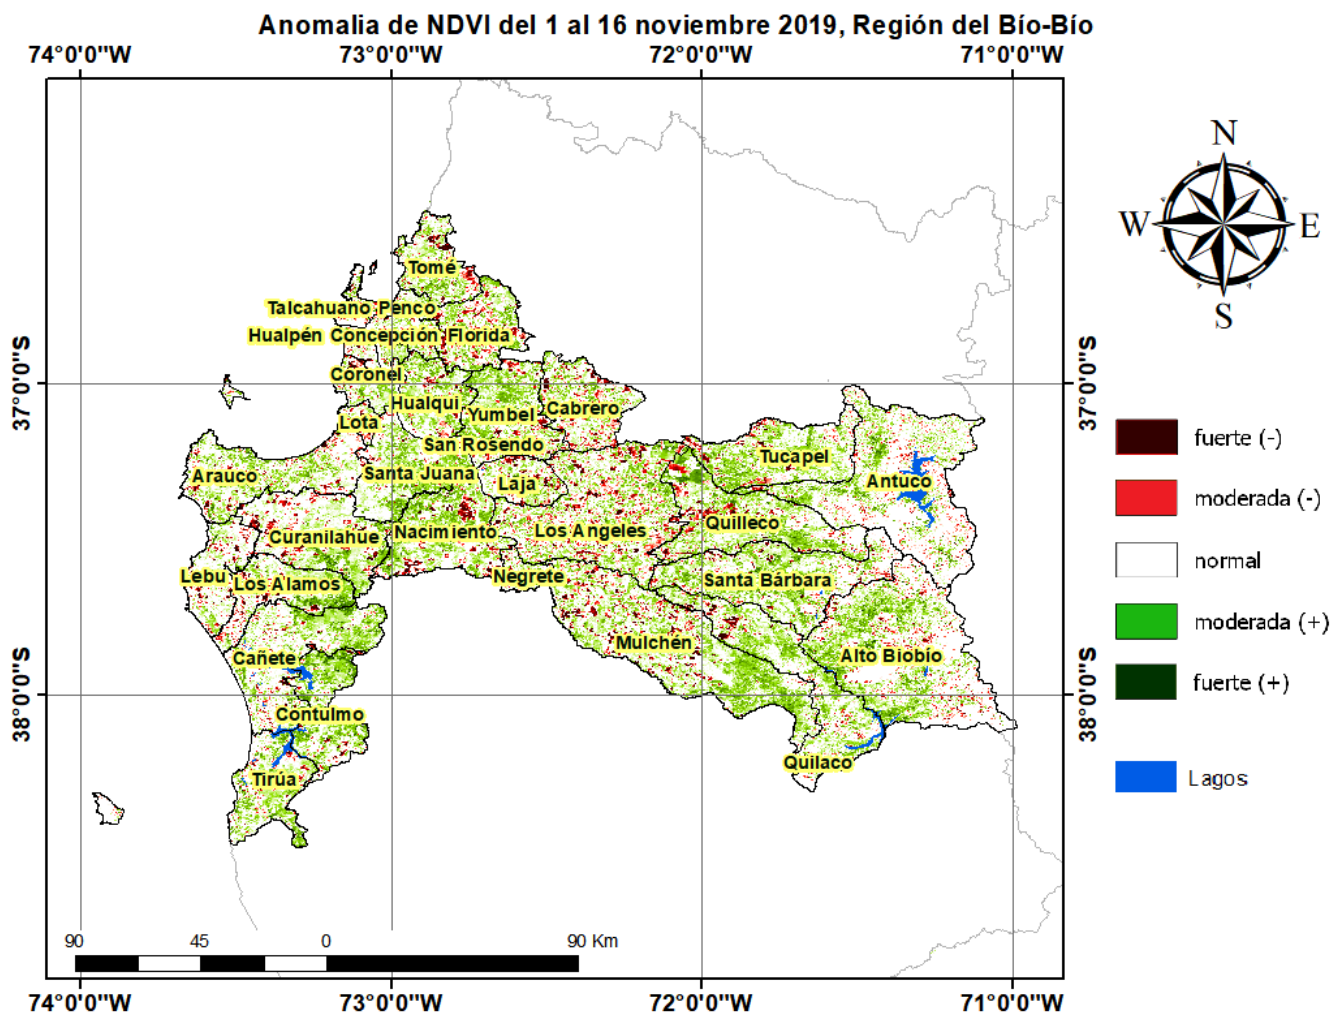 Anomalia de NDVI del 1 al 16 noviembre 2019, Región del Bío-Bío
74°0'0"W 73°0'0"W 72°0'0"W 71°0'0"W
N
W E
S
Tomé
Talcahuano Penco
Hualpén Concepción Florida
37°0'0"S 37°0'0"S
Coronel
Hualqui
Yumbel Cabrero
Lota
San Rosendo
Tucapel
Arauco Santa Juana Laja Antuco
Nacimiento Los Angeles Quilleco
Curanilahue
Lebu Los Alamos Negrete Santa Bárbara
Mulchén
Cañete Alto Biobío
38°0'0"S 38°0'0"S
Contulmo
Quilaco
Tirúa
fuerte (-)
moderada (-)
normal
moderada (+)
fuerte (+)
Lagos
90 45 0 90 Km
74°0'0"W 73°0'0"W 72°0'0"W 71°0'0"W